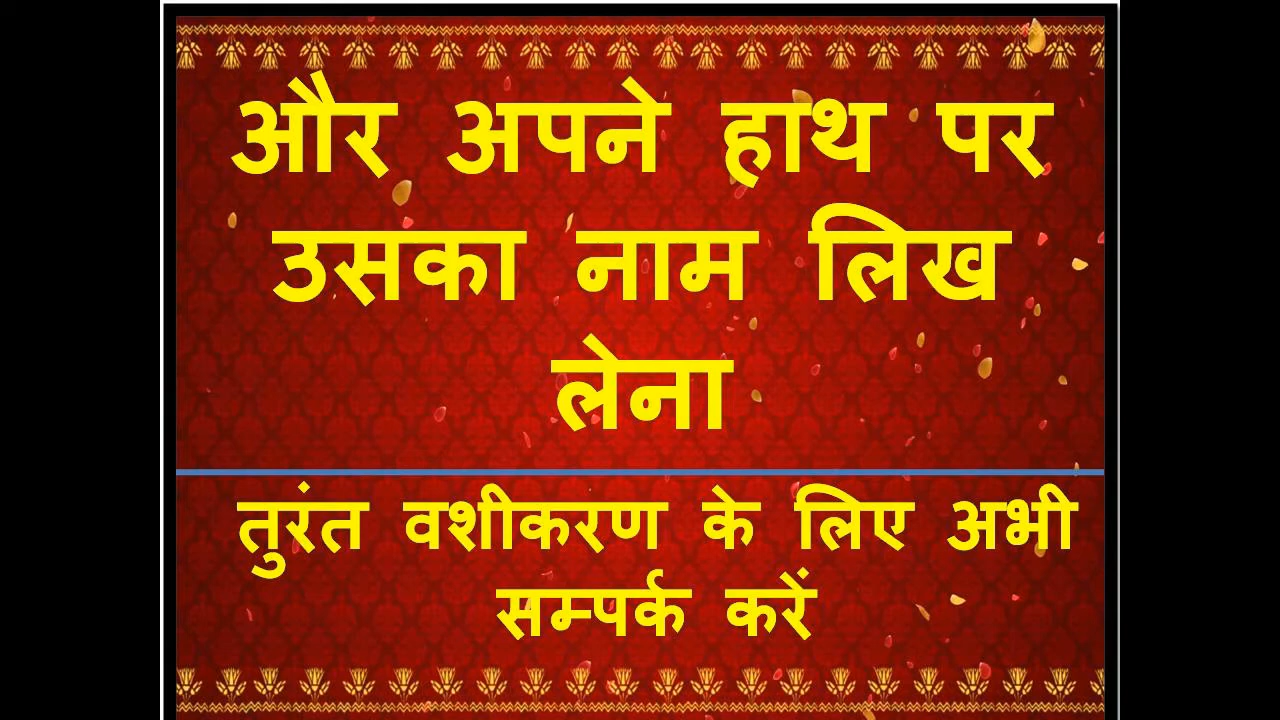 और अपने हाथ पर
उसका नाम लिख
लेना
तुरंत वशीकरण के लिए अभी
सम्पर्क करें